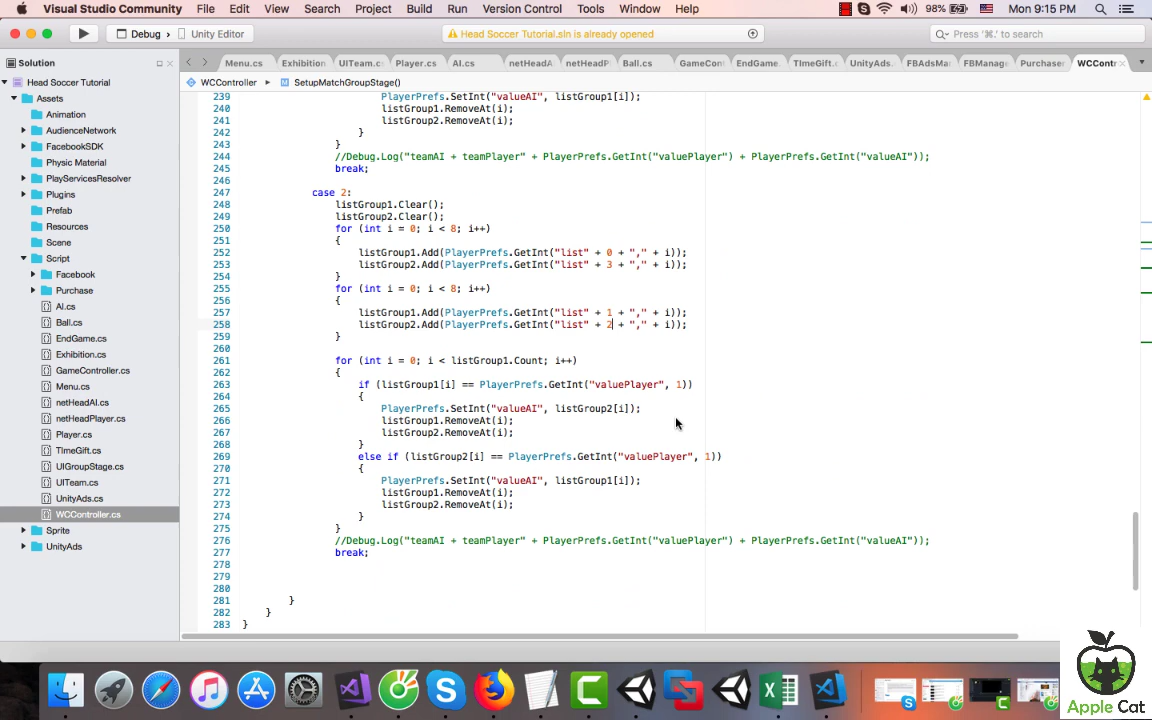 Visual Studio Community File Edit View Search Project Build Run Version Control Tools Window Help 98% Mon 9:15 PM
Debug › Unity Editor Head Soccer Tutorial.sln is already opened Press '⌘.' to search
Solution Menu.cs Exhibition UITeam.cs Player.cs AI.cs netHeadA netHeadP Ball.cs GameCont EndGame. TImeGift.c UnityAds. FBAdsMar FBManage Purchaser WCContr
Head Soccer Tutorial
WCController SetupMatchGroupStage()
Assets
Animation
AudienceNetwork
FacebookSDK
Physic Material
PlayServicesResolver
Plugins
Prefab
Resources
Scene
Script
Facebook
Purchase
AI.cs
Ball.cs
EndGame.cs
Exhibition.cs
GameController.cs
Menu.cs
netHeadAI.cs
netHeadPlayer.cs
Player.cs
TImeGift.cs
UIGroupStage.cs
UITeam.cs
UnityAds.cs
WCController.cs
Sprite
UnityAds
239 PlayerPrefs.SetInt("valueAI", listGroup1[i]);
240 listGroup1.RemoveAt(i);
241 listGroup2.RemoveAt(i);
242 }
243 }
244 //Debug.Log("teamAI + teamPlayer" + PlayerPrefs.GetInt("valuePlayer") + PlayerPrefs.GetInt("valueAI"));
245 break;
246
247 case 2:
248 listGroup1.Clear();
249 listGroup2.Clear();
250 for (int i = 0; i < 8; i++)
251 {
252 listGroup1.Add(PlayerPrefs.GetInt("list" + 0 + "," + i));
253 listGroup2.Add(PlayerPrefs.GetInt("list" + 3 + "," + i));
254 }
255 for (int i = 0; i < 8; i++)
256 {
257 listGroup1.Add(PlayerPrefs.GetInt("list" + 1 + "," + i));
258 listGroup2.Add(PlayerPrefs.GetInt("list" + 2 + "," + i));
259 }
260
261 for (int i = 0; i < listGroup1.Count; i++)
262 {
263 if (listGroup1[i] == PlayerPrefs.GetInt("valuePlayer", 1))
264 {
265 PlayerPrefs.SetInt("valueAI", listGroup2[i]);
266 listGroup1.RemoveAt(i);
267 listGroup2.RemoveAt(i);
268 }
269 else if (listGroup2[i] == PlayerPrefs.GetInt("valuePlayer", 1))
270 {
271 PlayerPrefs.SetInt("valueAI", listGroup1[i]);
272 listGroup1.RemoveAt(i);
273 listGroup2.RemoveAt(i);
274 }
275 }
276 //Debug.Log("teamAI + teamPlayer" + PlayerPrefs.GetInt("valuePlayer") + PlayerPrefs.GetInt("valueAI"));
277 break;
278
279
280
281 }
282 }
283 }
Apple Cat